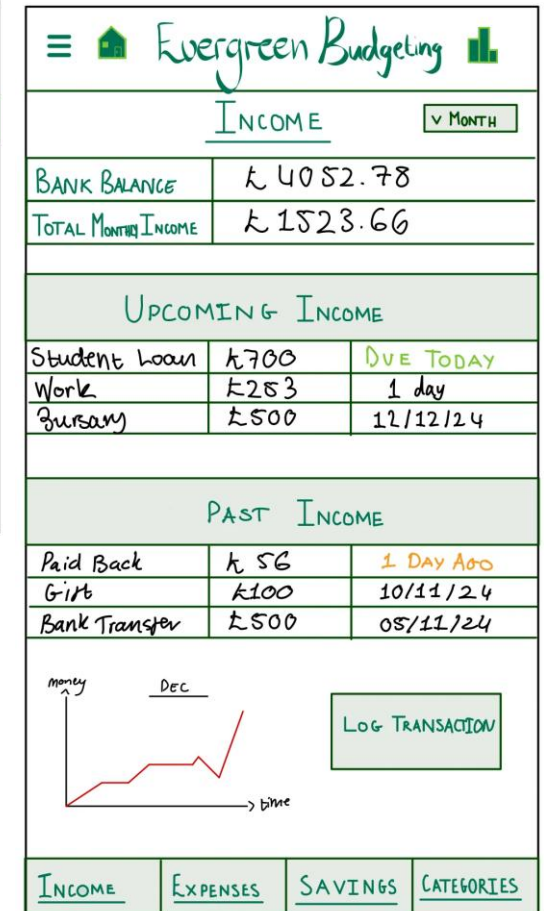 Evergreen Budgeting
INCOME
v MONTH
BANK BALANCE £4052.78
TOTAL MONTHLY INCOME £1523.66
UPCOMING INCOME
Student Loan £700 DUE TODAY
Work £283 1 day
Bursary £500 12/12/24
PAST INCOME
Paid Back £56 1 DAY AGO
Gift £100 10/11/24
Bank Transfer £500 05/11/24
money
DEC
LOG TRANSACTION
time
INCOME EXPENSES SAVINGS CATEGORIES